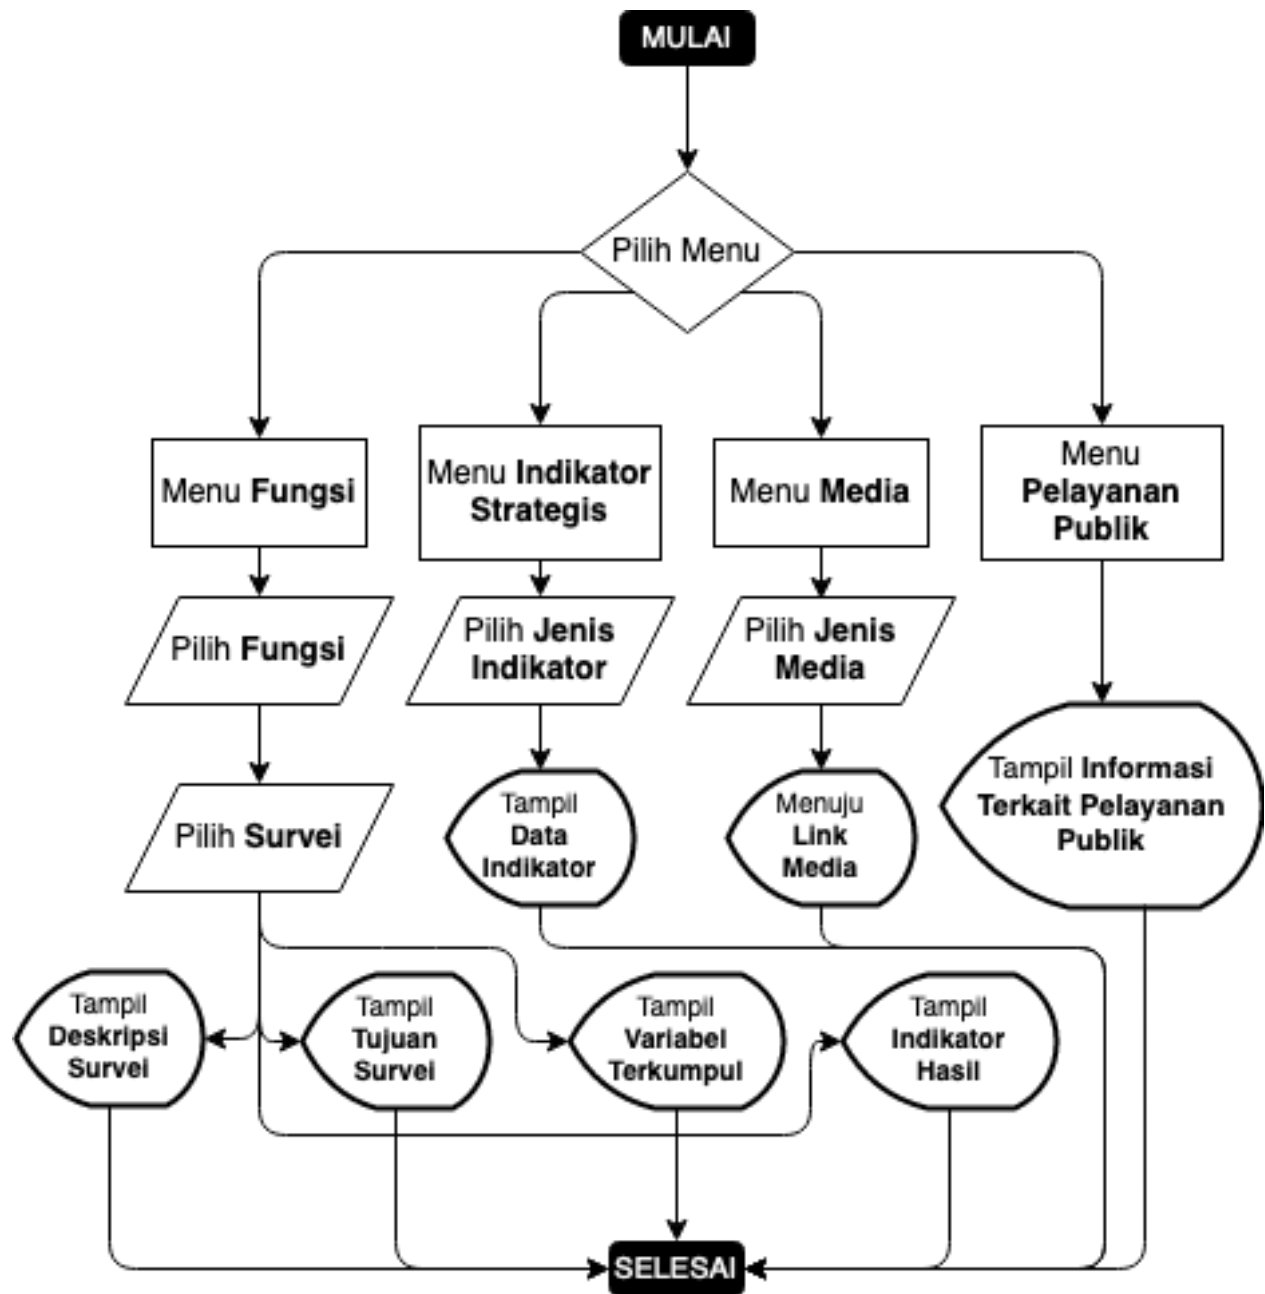 MULAI
Pilih Menu
Menu Fungsi
Menu Indikator
Strategis
Menu Media
Menu
Pelayanan
Publik
Pilih Fungsi
Pilih Jenis
Indikator
Pilih Jenis
Media
Tampil Informasi
Terkait Pelayanan
Publik
Pilih Survei
Tampil
Data
Indikator
Menuju
Link
Media
Tampil
Deskripsi
Survei
Tampil
Tujuan
Survei
Tampil
Variabel
Terkumpul
Tampil
Indikator
Hasil
SELESAI